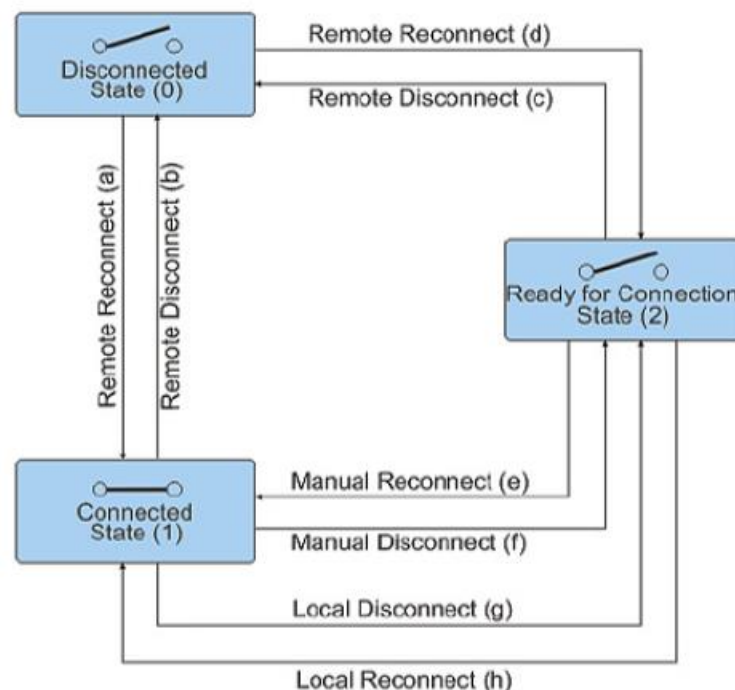 Remote Reconnect (d)
Disconnected
State (0)
Remote Disconnect (c)
Remote Reconnect (a)
Remote Disconnect (b)
Ready for Connection
State (2)
Connected
State (1)
Manual Reconnect (e)
Manual Disconnect (f)
Local Disconnect (g)
Local Reconnect (h)